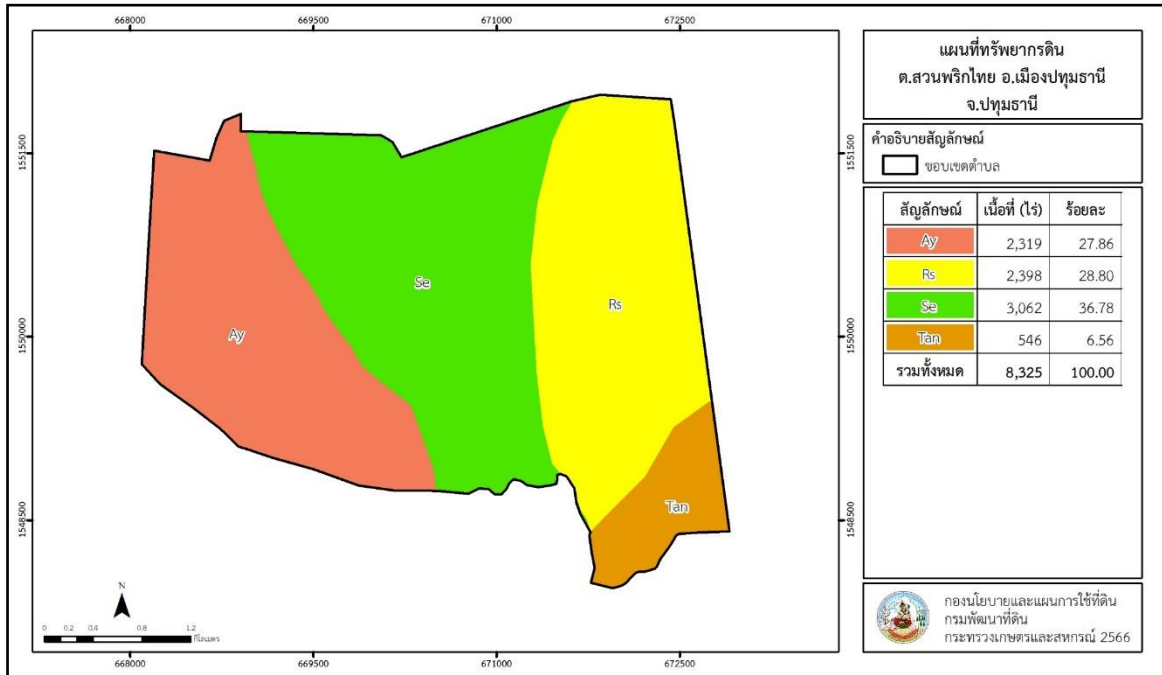 668000 669500 671000 672500
1551500 1551500
1550000 1550000
1548500 1548500
Ay
Se
Rs
Tan
N
0 0.2 0.4 0.8 1.2
กิโลเมตร
668000 669500 671000 672500
แผนที่ทรัพยากรดิน
ต.สวนพริกไทย อ.เมืองปทุมธานี
จ.ปทุมธานี
คำอธิบายสัญลักษณ์
ขอบเขตตำบล
สัญลักษณ์ เนื้อที่ (ไร่) ร้อยละ
Ay 2,319 27.86
Rs 2,398 28.80
Se 3,062 36.78
Tan 546 6.56
รวมทั้งหมด 8,325 100.00
กองนโยบายและแผนการใช้ที่ดิน
กรมพัฒนาที่ดิน
กระทรวงเกษตรและสหกรณ์ 2566